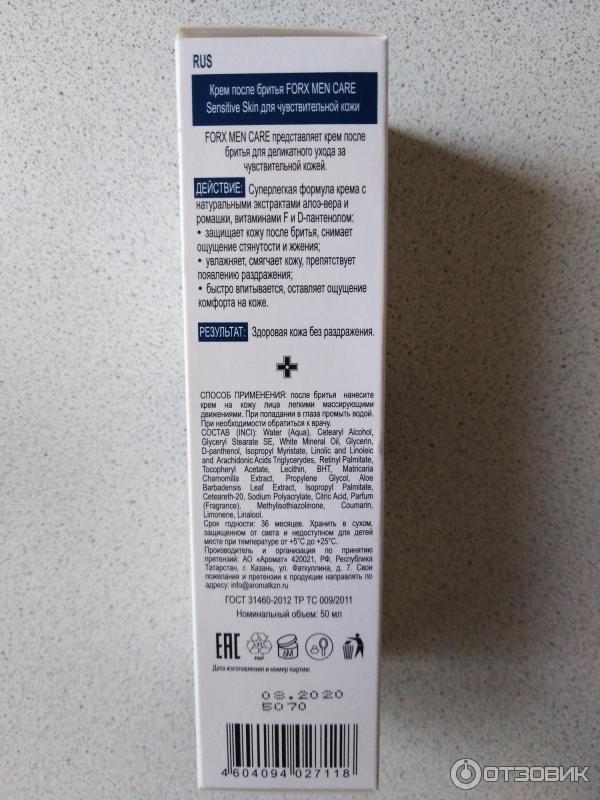 RUS
Крем после бритья FORX MEN CARE
Sensitive Skin для чувствительной кожи
FORX MEN CARE представляет крем после
бритья для деликатного ухода за
чувствительной кожей.
ДЕЙСТВИЕ: Суперлегкая формула крема с
натуральными экстрактами алоэ-вера и
ромашки, витаминами F и D-пантенолом:
• защищает кожу после бритья, снимает
ощущение стянутости и жжения;
• увлажняет, смягчает кожу, препятствует
появлению раздражения;
• быстро впитывается, оставляет ощущение
комфорта на коже.
РЕЗУЛЬТАТ: Здоровая кожа без раздражения.
СПОСОБ ПРИМЕНЕНИЯ: после бритья нанесите
крем на кожу лица легкими массирующими
движениями. При попадании в глаза промыть водой.
При необходимости обратиться к врачу.
СОСТАВ (INCI): Water (Aqua), Cetearyl Alcohol,
Glyceryl Stearate SE, White Mineral Oil, Glycerin,
D-panthenol, Isopropyl Myristate, Linolic and Linoleic
and Arachidonic Acids Triglycerydes, Retinyl Palmitate,
Tocopheryl Acetate, Lecithin, BHT, Matricaria
Chamomilla Extract, Propylene Glycol, Aloe
Barbadensis Leaf Extract, Isopropyl Palmitate,
Ceteareth-20, Sodium Polyacrylate, Citric Acid, Parfum
(Fragrance), Methylisothiazolinone, Coumarin,
Limonene, Linalool.
Срок годности: 36 месяцев. Хранить в сухом,
защищенном от света и недоступном для детей
месте при температуре от +5°С до +25°С.
Производитель и организация по принятию
претензий: АО «Аромат» 420021, РФ, Республика
Татарстан, г. Казань, ул. Фаткуллина, д. 7. Свои
пожелания и претензии к продукции направлять по
адресу: info@aromatkzn.ru
ГОСТ 31460-2012 ТР ТС 009/2011
Номинальный объем: 50 мл
EAC
PAP
6M
Дата изготовления и номер партии:
08.2020
5070
4 604094 027118
ОТЗОВИК